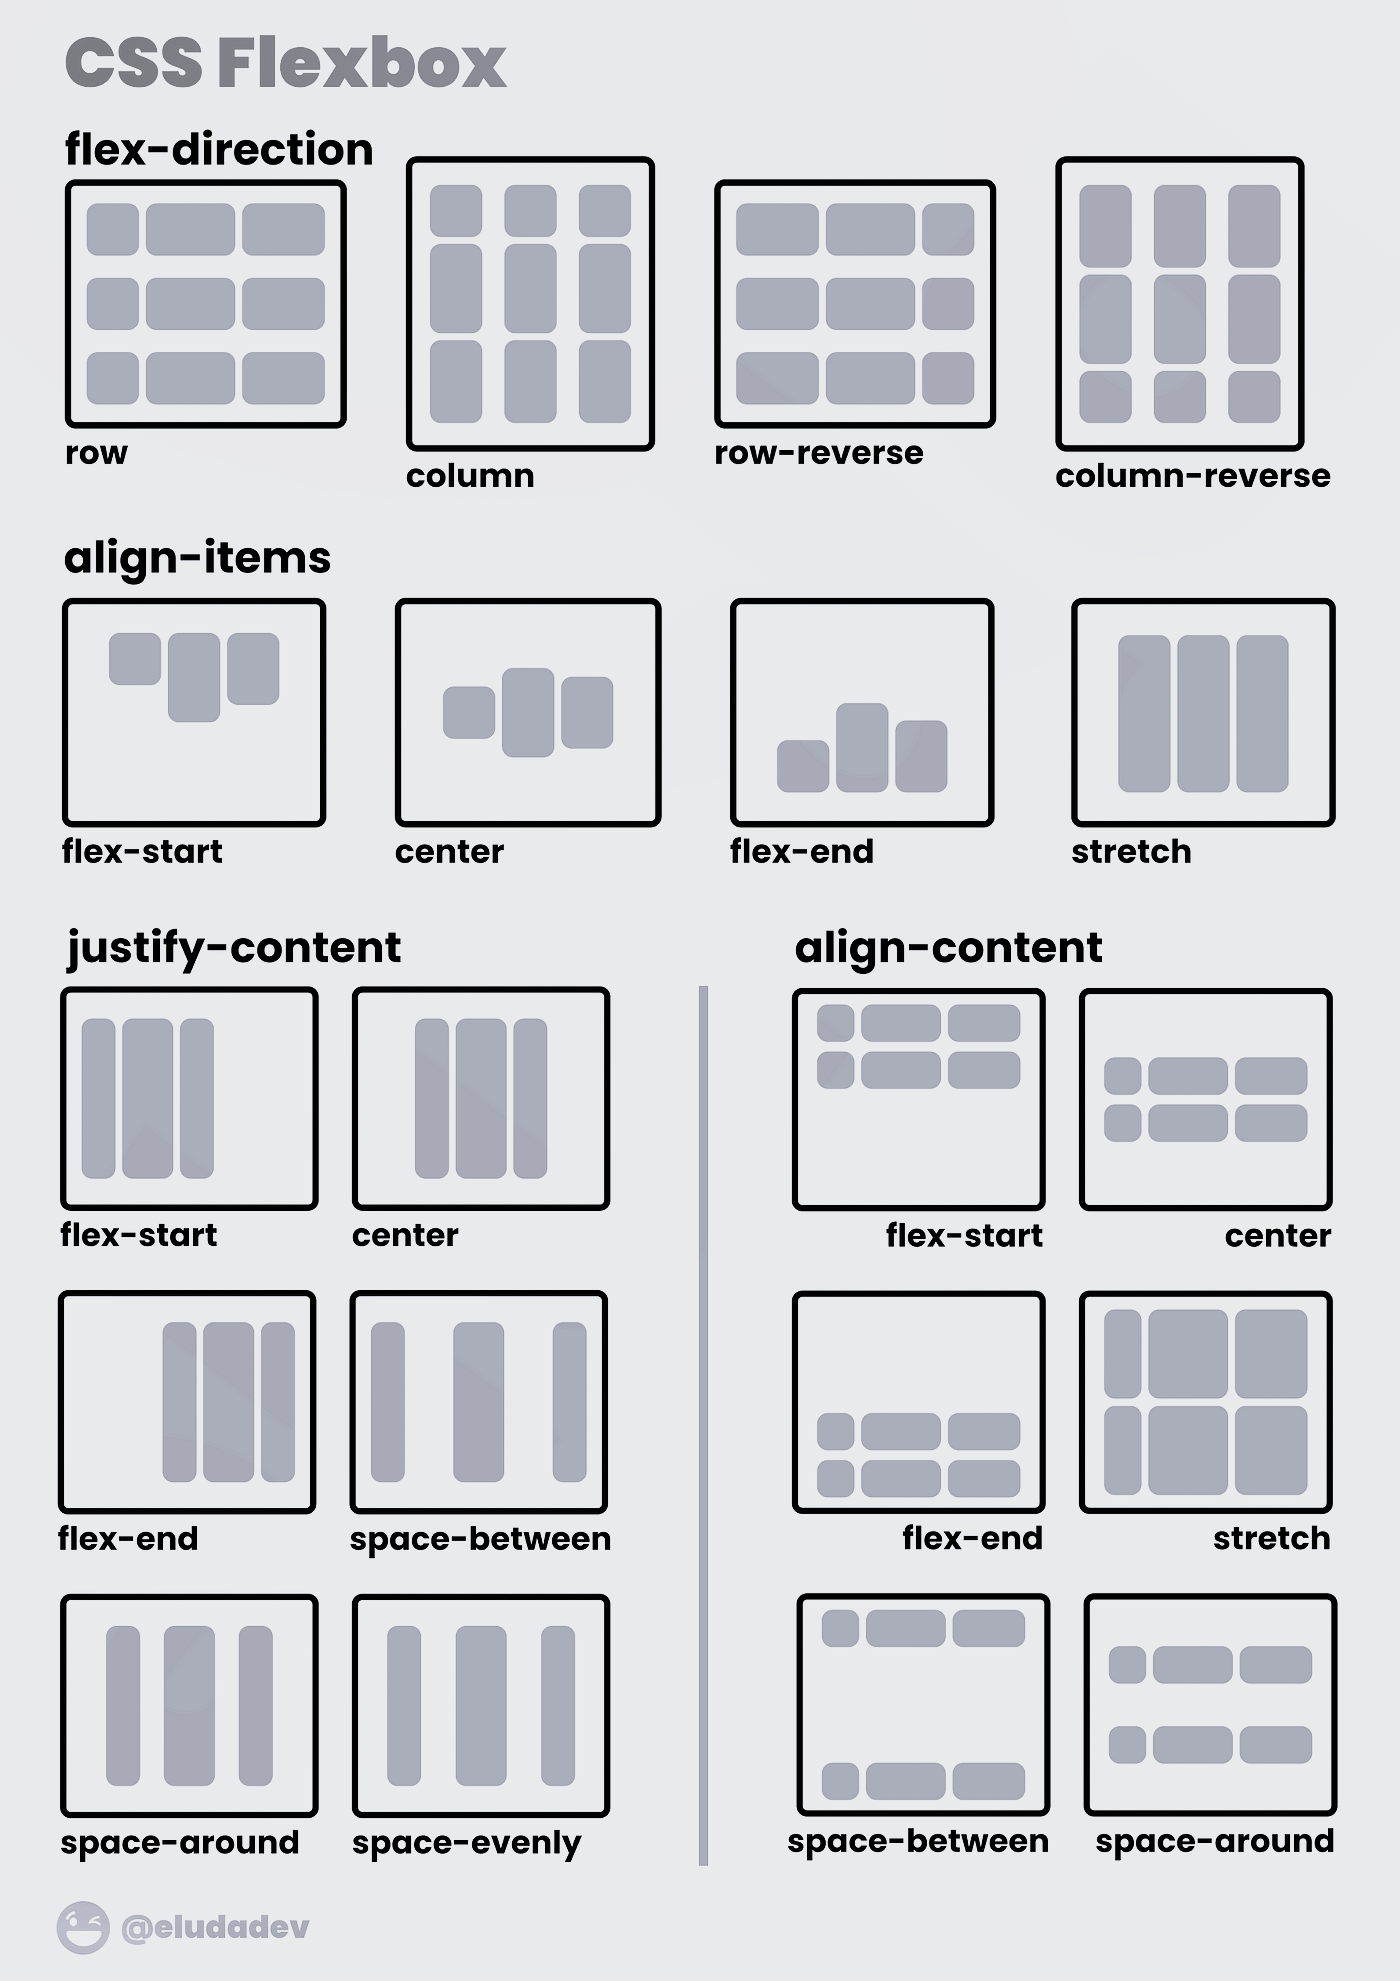 CSS Flexbox
flex-direction
row
column
row-reverse
column-reverse
align-items
flex-start
center
flex-end
stretch
justify-content
flex-start
center
flex-end
space-between
space-around
space-evenly
align-content
flex-start
center
flex-end
stretch
space-between
space-around
@eludadev